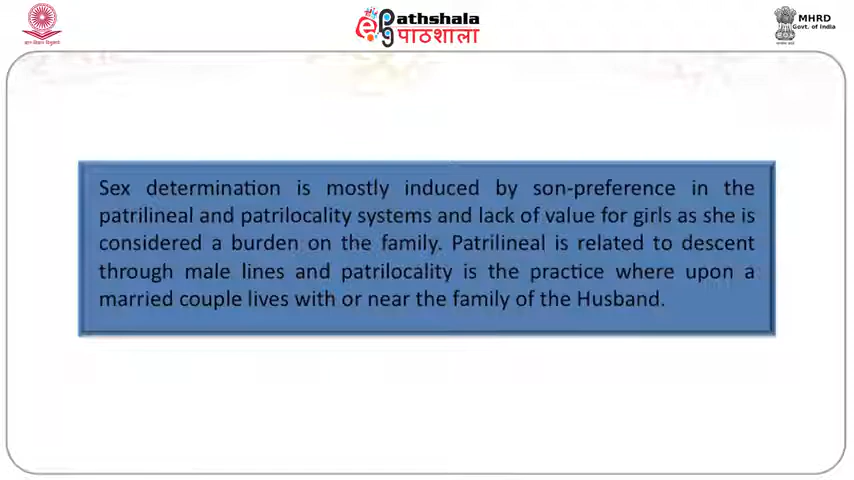 ePathshala
पाठशाला
MHRD
Govt. of India
Sex determination is mostly induced by son-preference in the
patrilineal and patrilocality systems and lack of value for girls as she is
considered a burden on the family. Patrilineal is related to descent
through male lines and patrilocality is the practice where upon a
married couple lives with or near the family of the Husband.